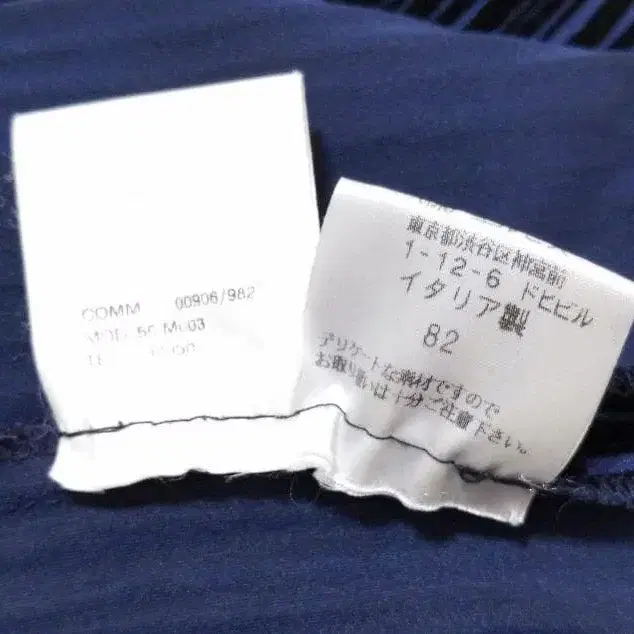 COMM 00906/982
MOD
東京都渋谷区神宮前
1-12-6 ドヒビル
イタリア製
82
デリケートな素材ですので
お取り扱いは十分ご注意下さい。